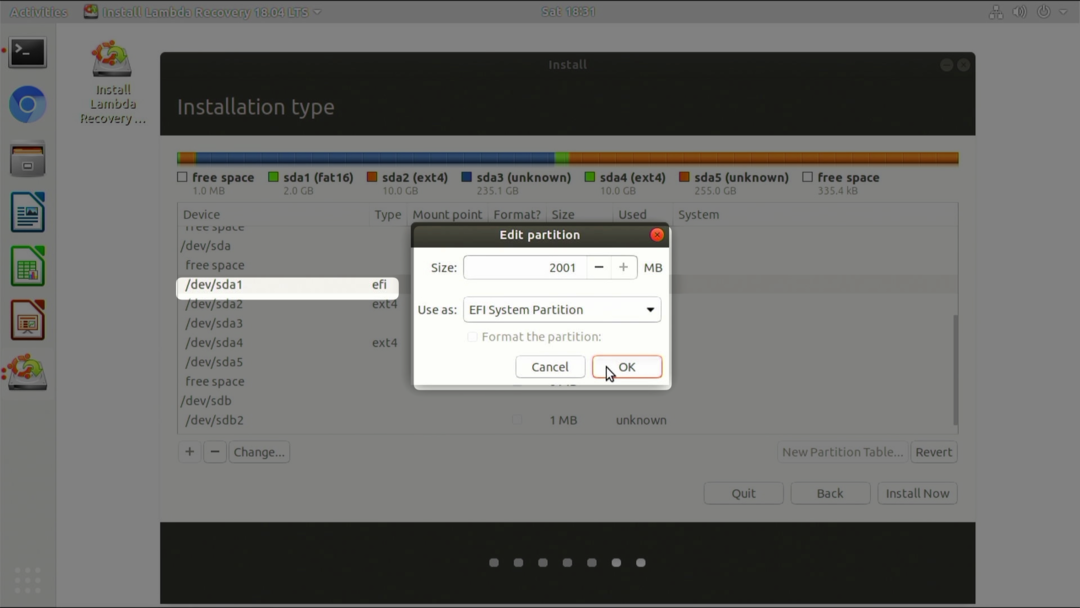 Activities
Install Lambda Recovery 18.04 LTS
Sat 18:31
Install
Lambda
Recovery ...
Install
Installation type
free space
1.0 MB
sda1 (fat16)
2.0 GB
sda2 (ext4)
10.0 GB
sda3 (unknown)
235.1 GB
sda4 (ext4)
10.0 GB
sda5 (unknown)
255.0 GB
free space
335.4 kB
Device Type Mount point Format? Size Used System
free space
/dev/sda
free space
/dev/sda1 efi
/dev/sda2 ext4
/dev/sda3
/dev/sda4 ext4
/dev/sda5
free space
/dev/sdb
/dev/sdb2 1 MB unknown
Edit partition
Size: 2001 - + MB
Use as: EFI System Partition
Format the partition:
Cancel OK
+ - Change... New Partition Table... Revert
Quit Back Install Now